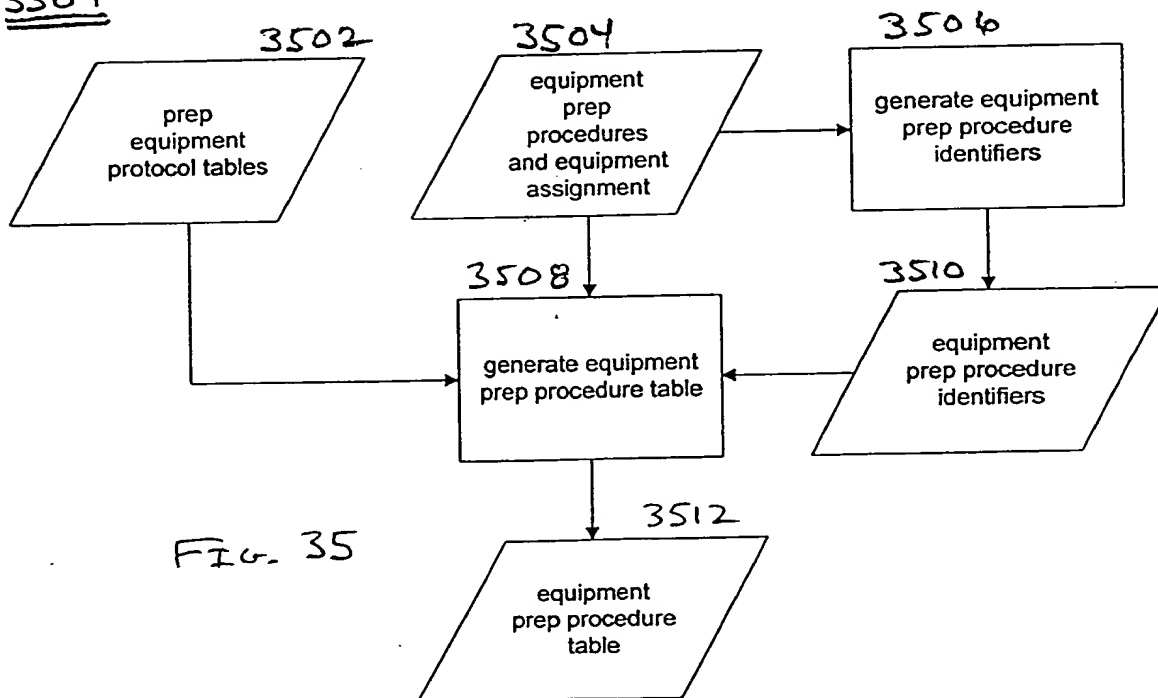 3502
prep
equipment
protocol tables
3504
equipment
prep
procedures
and equipment
assignment
3506
generate equipment
prep procedure
identifiers
3508
generate equipment
prep procedure table
3510
equipment
prep procedure
identifiers
FIG. 35
3512
equipment
prep procedure
table